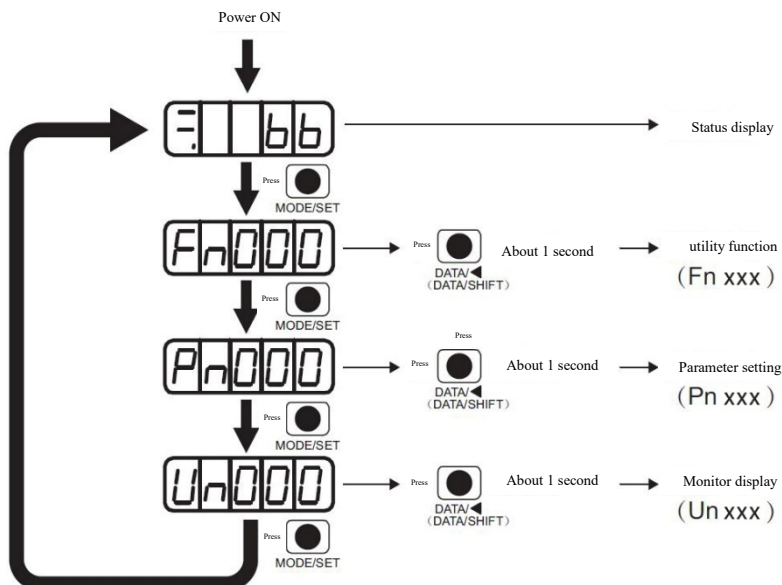 Power ON
bb
Status display
Press
MODE/SET
Fn000
Press
About 1 second
utility function
DATA/◀
(DATA/SHIFT)
(Fn xxx)
Press
MODE/SET
Press
Pn000
Press
About 1 second
Parameter setting
DATA/◀
(DATA/SHIFT)
(Pn xxx)
Press
MODE/SET
Un000
Press
About 1 second
Monitor display
DATA/◀
(DATA/SHIFT)
(Un xxx)
Press
MODE/SET